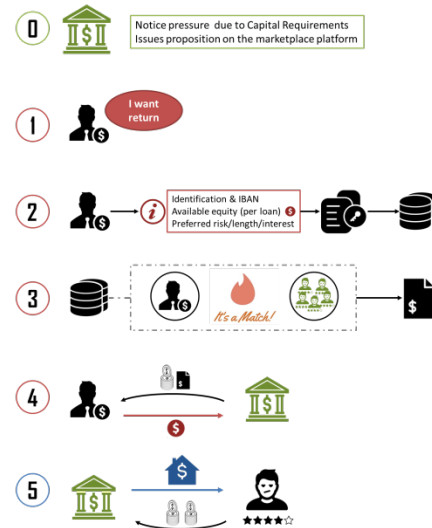 0
Notice pressure due to Capital Requirements
Issues proposition on the marketplace platform
1
I want
return
2
Identification & IBAN
Available equity (per loan) $
Preferred risk/length/interest
3
It's a Match!
4
5